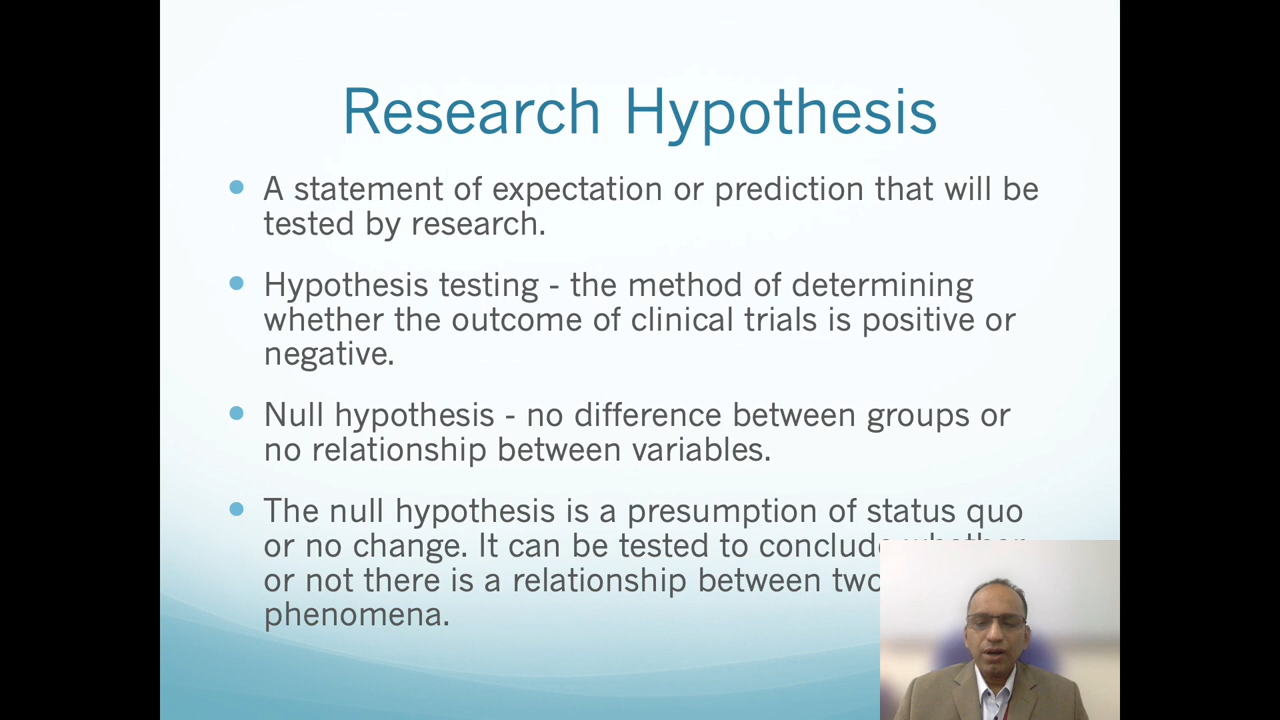 Research Hypothesis
• A statement of expectation or prediction that will be
tested by research.
• Hypothesis testing - the method of determining
whether the outcome of clinical trials is positive or
negative.
• Null hypothesis - no difference between groups or
no relationship between variables.
• The null hypothesis is a presumption of status quo
or no change. It can be tested to conclude whether
or not there is a relationship between two
phenomena.